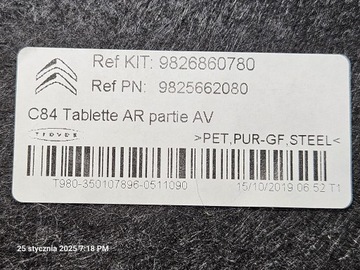 Ref KIT: 9826860780
Ref PN: 9825662080
C84 Tablette AR partie AV
TREVES
>PET,PUR-GF,STEEL<
T980-350107896-0511090
15/10/2019 06:52 T1
25 stycznia 2025 7:18 PM